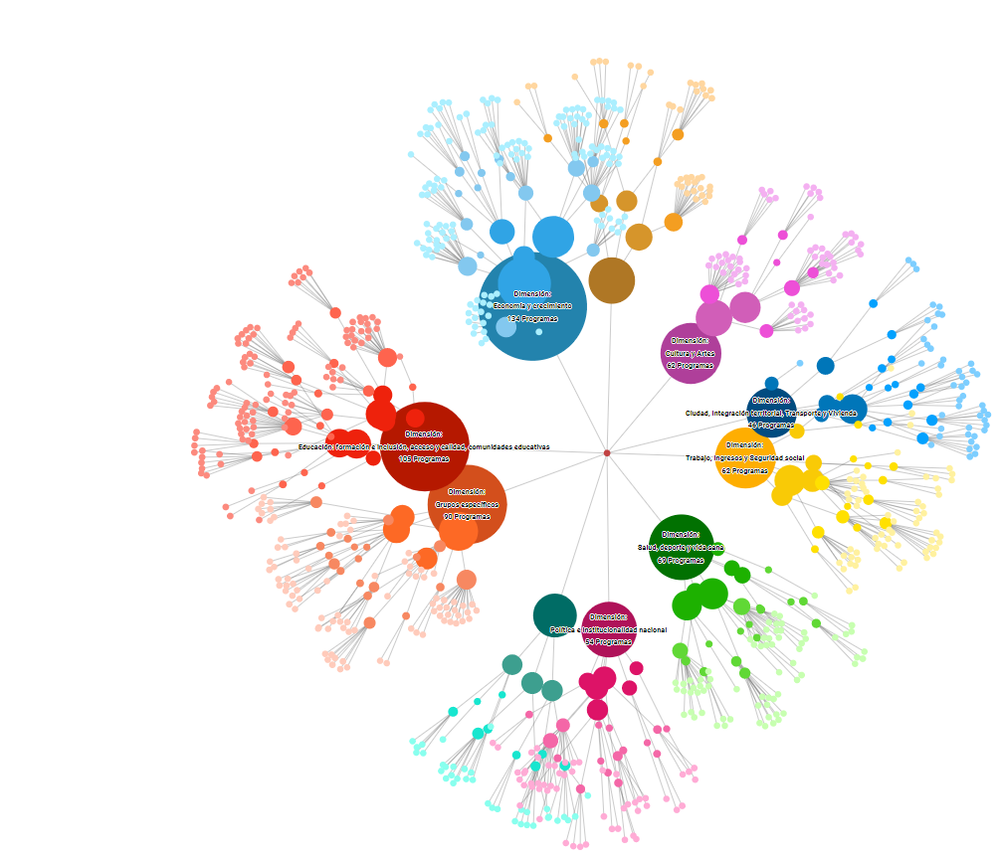 Dimensión:
Economía y crecimiento
134 Programas
Dimensión:
Cultura y Artes
62 Programas
Dimensión:
Ciudad, Integración territorial, Transporte y Vivienda
46 Programas
Dimensión:
Educación, formación e inclusión, acceso y calidad, comunidades educativas
105 Programas
Dimensión:
Trabajo, Ingresos y Seguridad social
62 Programas
Dimensión:
Grupos específicos
90 Programas
Dimensión:
Salud, deporte y vida sana
69 Programas
Dimensión:
Política e institucionalidad nacional
54 Programas